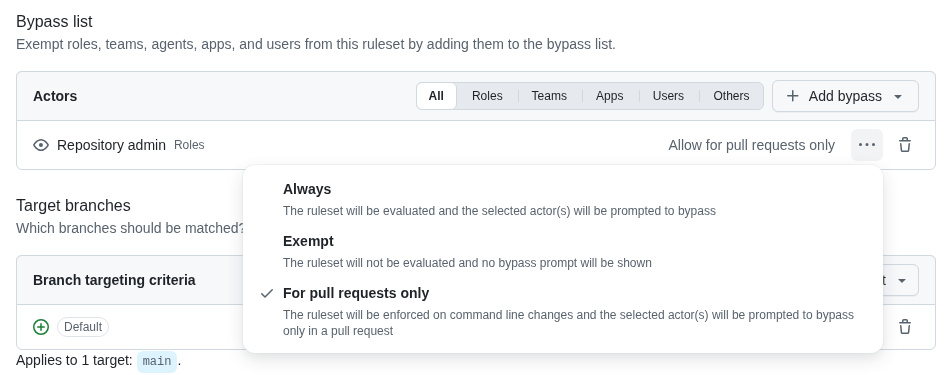 Bypass list
Exempt roles, teams, agents, apps, and users from this ruleset by adding them to the bypass list.
Actors
All Roles Teams Apps Users Others
Add bypass
Repository admin Roles
Allow for pull requests only
Always
The ruleset will be evaluated and the selected actor(s) will be prompted to bypass
Exempt
The ruleset will not be evaluated and no bypass prompt will be shown
For pull requests only
The ruleset will be enforced on command line changes and the selected actor(s) will be prompted to bypass
only in a pull request
Target branches
Which branches should be matched?
Branch targeting criteria
Default
Applies to 1 target: main.